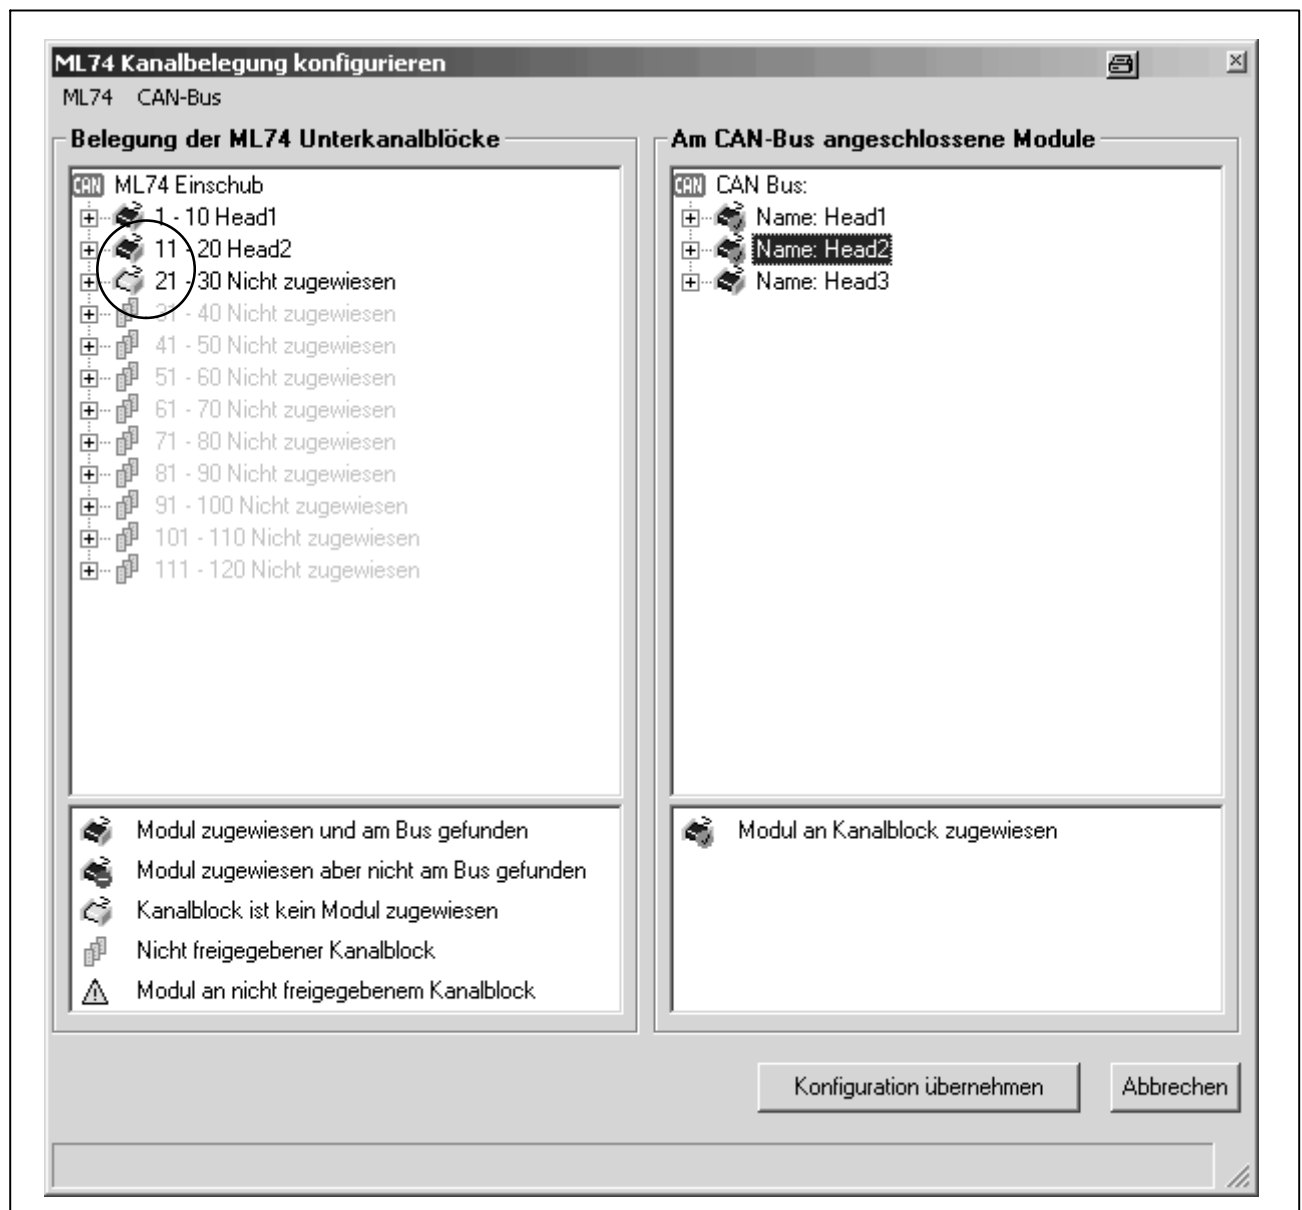 ML74 Kanalbelegung konfigurieren
ML74 CAN-Bus
Belegung der ML74 Unterkanalblöcke
CAN ML74 Einschub
1 - 10 Head1
11 - 20 Head2
21 - 30 Nicht zugewiesen
31 - 40 Nicht zugewiesen
41 - 50 Nicht zugewiesen
51 - 60 Nicht zugewiesen
61 - 70 Nicht zugewiesen
71 - 80 Nicht zugewiesen
81 - 90 Nicht zugewiesen
91 - 100 Nicht zugewiesen
101 - 110 Nicht zugewiesen
111 - 120 Nicht zugewiesen
Modul zugewiesen und am Bus gefunden
Modul zugewiesen aber nicht am Bus gefunden
Kanalblock ist kein Modul zugewiesen
Nicht freigegebener Kanalblock
Modul an nicht freigegebenem Kanalblock
Am CAN-Bus angeschlossene Module
CAN CAN Bus:
Name: Head1
Name: Head2
Name: Head3
Modul an Kanalblock zugewiesen
Konfiguration übernehmen
Abbrechen